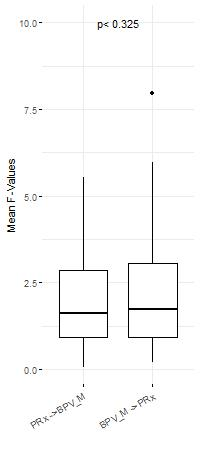 10.0
p< 0.325
7.5
Mean F-Values
5.0
2.5
0.0
PRx->BPV_M
BPV_M ->PRx